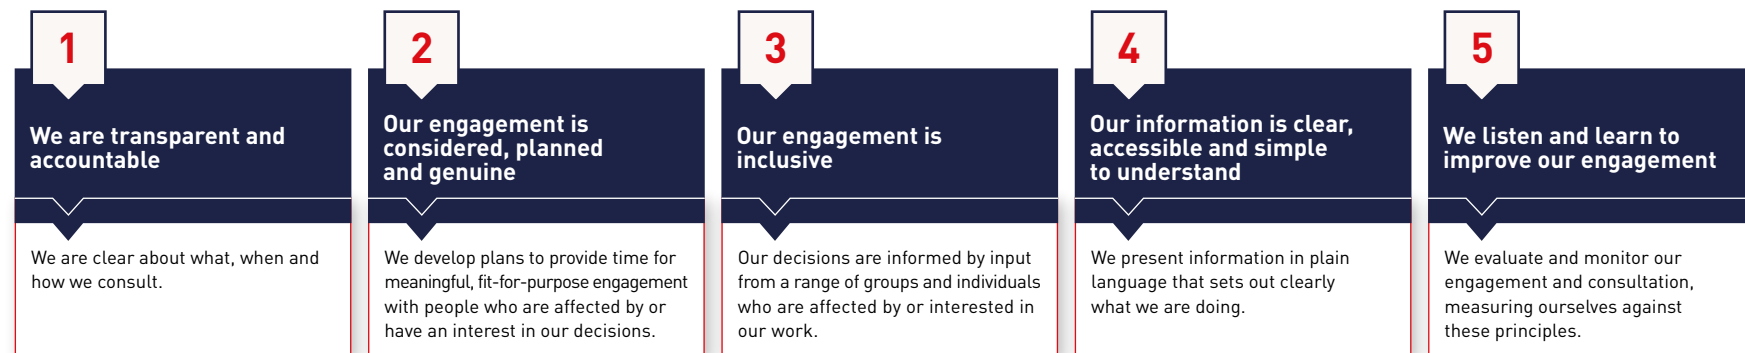 1
We are transparent and
accountable
We are clear about what, when and
how we consult.
2
Our engagement is
considered, planned
and genuine
We develop plans to provide time for
meaningful, fit-for-purpose engagement
with people who are affected by or
have an interest in our decisions.
3
Our engagement is
inclusive
Our decisions are informed by input
from a range of groups and individuals
who are affected by or interested in
our work.
4
Our information is clear,
accessible and simple
to understand
We present information in plain
language that sets out clearly
what we are doing.
5
We listen and learn to
improve our engagement
We evaluate and monitor our
engagement and consultation,
measuring ourselves against
these principles.